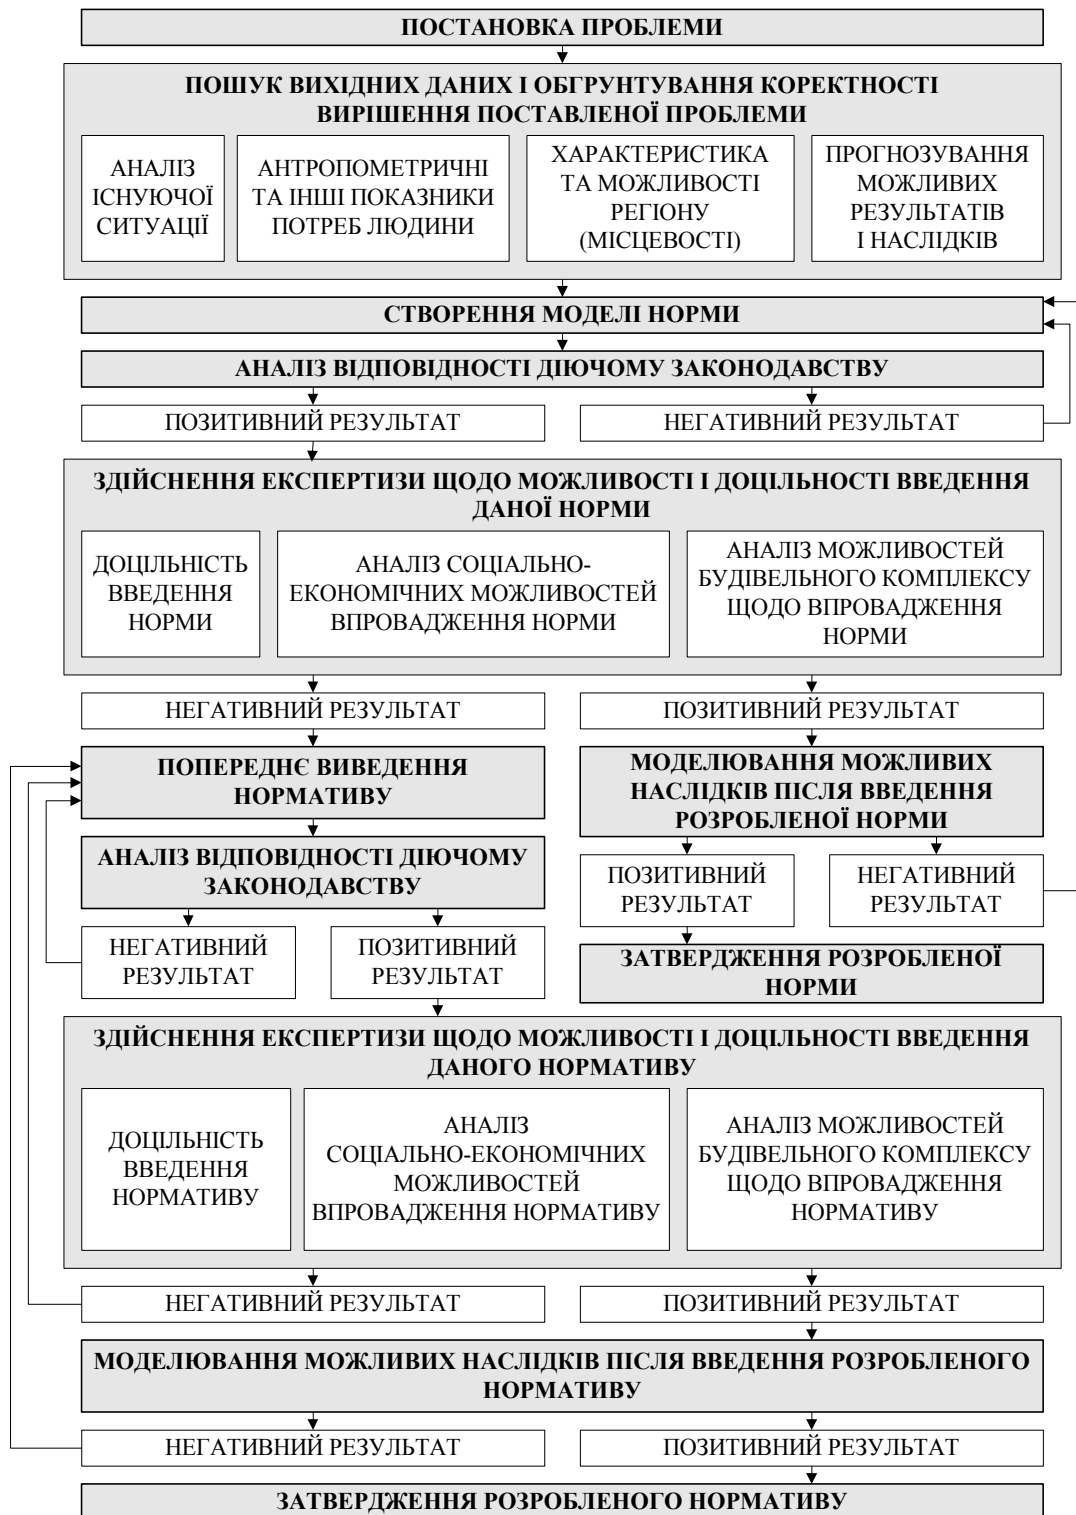 ПОСТАНОВКА ПРОБЛЕМИ
ПОШУК ВИХІДНИХ ДАНИХ І ОБГРУНТУВАННЯ КОРЕКТНОСТІ
ВИРІШЕННЯ ПОСТАВЛЕНОЇ ПРОБЛЕМИ
АНАЛІЗ
ІСНУЮЧОЇ
СИТУАЦІЇ
АНТРОПОМЕТРИЧНІ
ТА ІНШІ ПОКАЗНИКИ
ПОТРЕБ ЛЮДИНИ
ХАРАКТЕРИСТИКА
ТА МОЖЛИВОСТІ
РЕГІОНУ
(МІСЦЕВОСТІ)
ПРОГНОЗУВАННЯ
МОЖЛИВИХ
РЕЗУЛЬТАТІВ
І НАСЛІДКІВ
СТВОРЕННЯ МОДЕЛІ НОРМИ
АНАЛІЗ ВІДПОВІДНОСТІ ДІЮЧОМУ ЗАКОНОДАВСТВУ
ПОЗИТИВНИЙ РЕЗУЛЬТАТ
НЕГАТИВНИЙ РЕЗУЛЬТАТ
ЗДІЙСНЕННЯ ЕКСПЕРТИЗИ ЩОДО МОЖЛИВОСТІ І ДОЦІЛЬНОСТІ ВВЕДЕННЯ
ДАНОЇ НОРМИ
ДОЦІЛЬНІСТЬ
ВВЕДЕННЯ
НОРМИ
АНАЛІЗ СОЦІАЛЬНО-
ЕКОНОМІЧНИХ МОЖЛИВОСТЕЙ
ВПРОВАДЖЕННЯ НОРМИ
АНАЛІЗ МОЖЛИВОСТЕЙ
БУДІВЕЛЬНОГО КОМПЛЕКСУ
ЩОДО ВПРОВАДЖЕННЯ
НОРМИ
НЕГАТИВНИЙ РЕЗУЛЬТАТ
ПОЗИТИВНИЙ РЕЗУЛЬТАТ
ПОПЕРЕДНЄ ВИВЕДЕННЯ
НОРМАТИВУ
МОДЕЛЮВАННЯ МОЖЛИВИХ
НАСЛІДКІВ ПІСЛЯ ВВЕДЕННЯ
РОЗРОБЛЕНОЇ НОРМИ
АНАЛІЗ ВІДПОВІДНОСТІ ДІЮЧОМУ
ЗАКОНОДАВСТВУ
ПОЗИТИВНИЙ
РЕЗУЛЬТАТ
НЕГАТИВНИЙ
РЕЗУЛЬТАТ
НЕГАТИВНИЙ
РЕЗУЛЬТАТ
ПОЗИТИВНИЙ
РЕЗУЛЬТАТ
ЗАТВЕРДЖЕННЯ РОЗРОБЛЕНОЇ
НОРМИ
ЗДІЙСНЕННЯ ЕКСПЕРТИЗИ ЩОДО МОЖЛИВОСТІ І ДОЦІЛЬНОСТІ ВВЕДЕННЯ
ДАНОГО НОРМАТИВУ
ДОЦІЛЬНІСТЬ
ВВЕДЕННЯ
НОРМАТИВУ
АНАЛІЗ
СОЦІАЛЬНО-ЕКОНОМІЧНИХ
МОЖЛИВОСТЕЙ
ВПРОВАДЖЕННЯ НОРМАТИВУ
АНАЛІЗ МОЖЛИВОСТЕЙ
БУДІВЕЛЬНОГО КОМПЛЕКСУ
ЩОДО ВПРОВАДЖЕННЯ
НОРМАТИВУ
НЕГАТИВНИЙ РЕЗУЛЬТАТ
ПОЗИТИВНИЙ РЕЗУЛЬТАТ
МОДЕЛЮВАННЯ МОЖЛИВИХ НАСЛІДКІВ ПІСЛЯ ВВЕДЕННЯ РОЗРОБЛЕНОГО
НОРМАТИВУ
НЕГАТИВНИЙ РЕЗУЛЬТАТ
ПОЗИТИВНИЙ РЕЗУЛЬТАТ
ЗАТВЕРДЖЕННЯ РОЗРОБЛЕНОГО НОРМАТИВУ